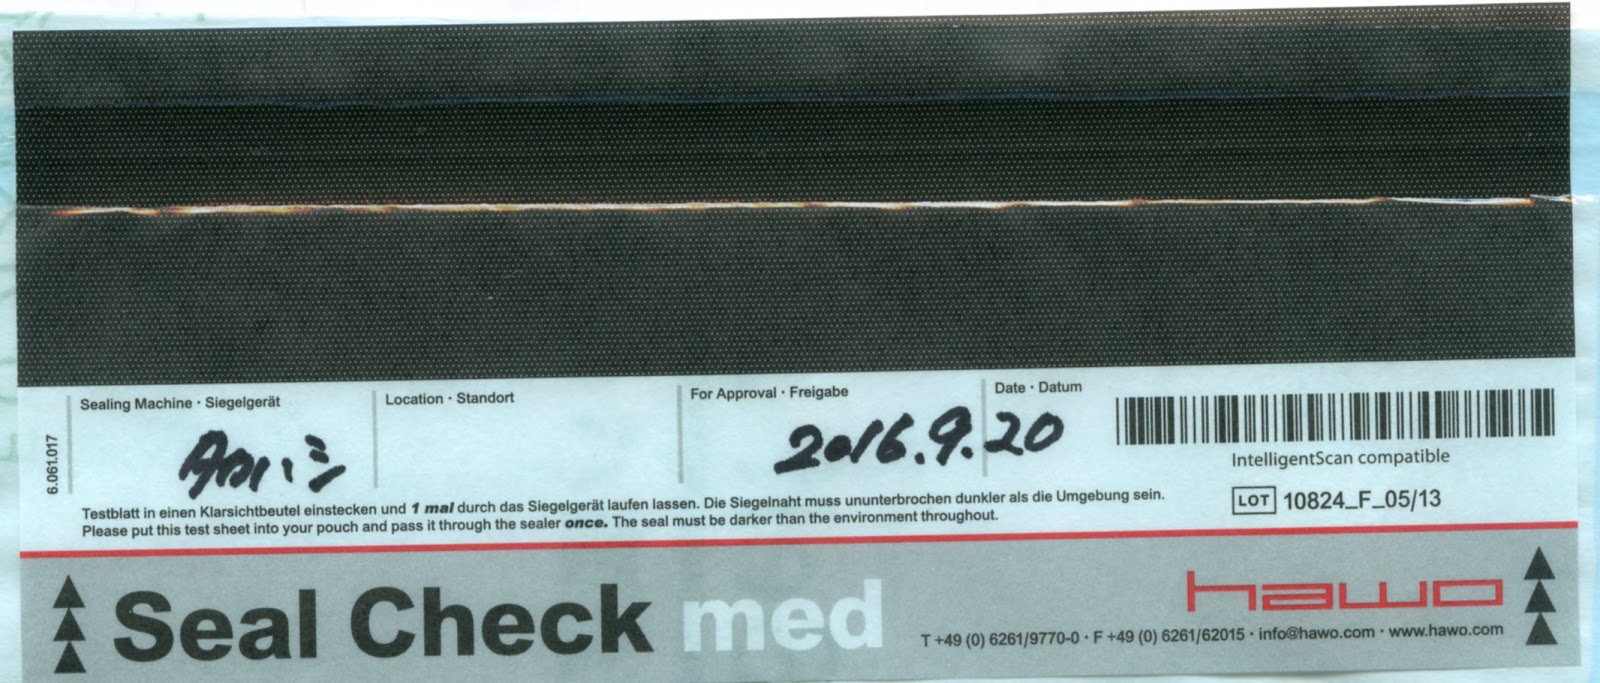 Sealing Machine · Siegelgerät
Location · Standort
For Approval · Freigabe
Date · Datum
2016.9.20
6.061.017
IntelligentScan compatible
LOT 10824_F_05/13
Testblatt in einen Klarsichtbeutel einstecken und 1 mal durch das Siegelgerät laufen lassen. Die Siegelnaht muss ununterbrochen dunkler als die Umgebung sein.
Please put this test sheet into your pouch and pass it through the sealer once. The seal must be darker than the environment throughout.
Seal Check med
hawo
T +49 (0) 6261/9770-0 · F +49 (0) 6261/62015 · info@hawo.com · www.hawo.com